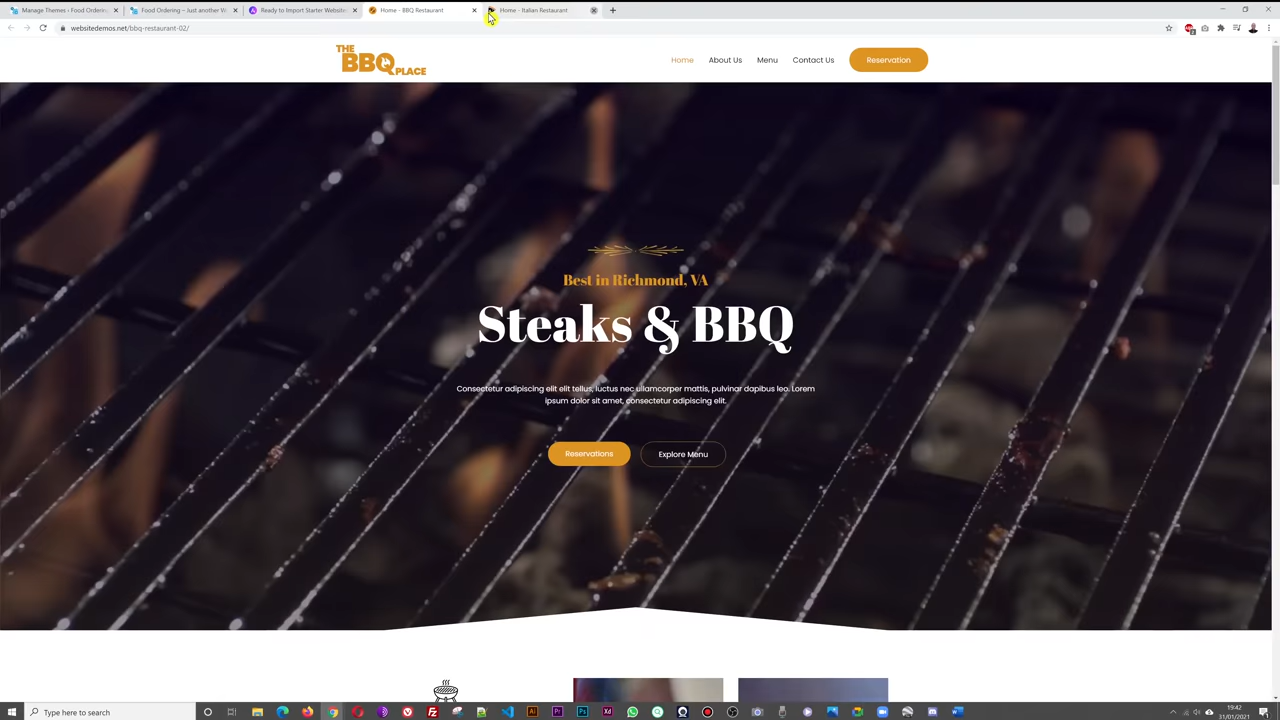 Manage Themes - Food Ordering
Food Ordering – Just another W
Ready to Import Starter Website
Home - BBQ Restaurant
Home - Italian Restaurant
websitedemos.net/bbq-restaurant-02/
THE BBQ PLACE
Home
About Us
Menu
Contact Us
Reservation
Best in Richmond, VA
Steaks & BBQ
Consectetur adipiscing elit elit tellus, luctus nec ullamcorper mattis, pulvinar dapibus leo. Lorem
ipsum dolor sit amet, consectetur adipiscing elit.
Reservations
Explore Menu
Type here to search
19:42
31/01/2021